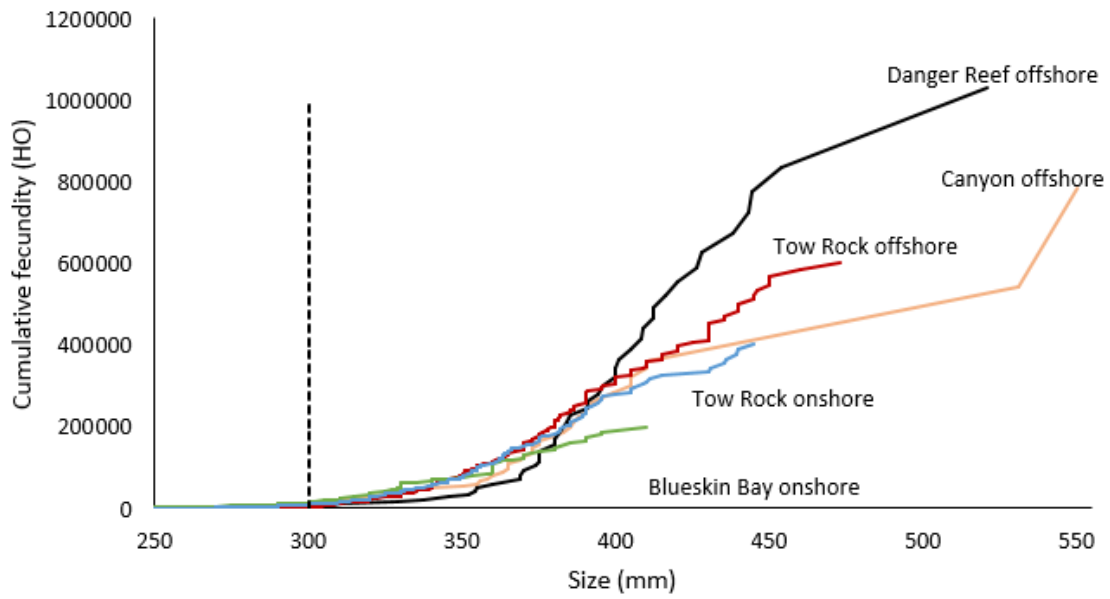 1200000
1000000
800000
600000
400000
200000
0
Cumulative fecundity (HO)
Danger Reef offshore
Canyon offshore
Tow Rock offshore
Tow Rock onshore
Blueskin Bay onshore
250 300 350 400 450 500 550
Size (mm)